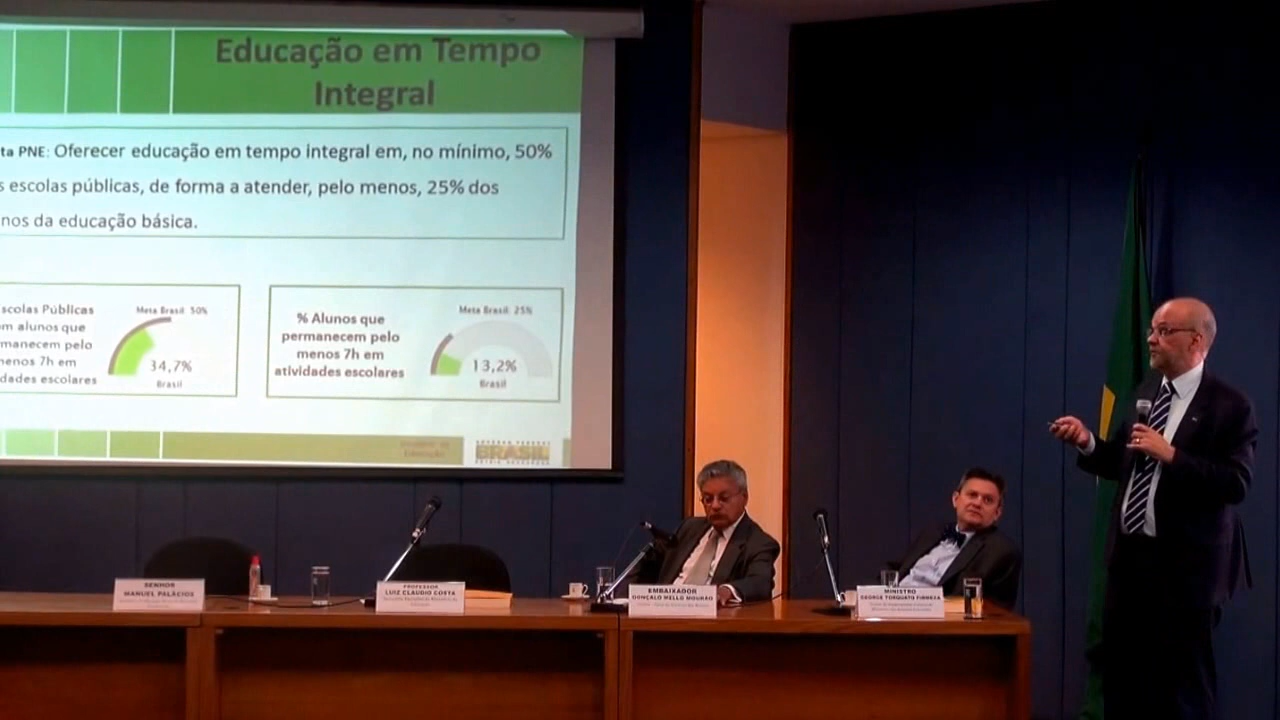 Educação em Tempo
Integral
ta PNE: Oferecer educação em tempo integral em, no mínimo, 50%
s escolas públicas, de forma a atender, pelo menos, 25% dos
nos da educação básica.
scolas Públicas
m alunos que
manecem pelo
nenos 7h em
dades escolares
Meta Brasil: 50%
34,7%
Brasil
% Alunos que
permanecem pelo
menos 7h em
atividades escolares
Meta Brasil: 25%
13,2%
Brasil
BRASIL
SENHOR
MANUEL PALÁCIOS
PROFESSOR
LUIZ CLAUDIO COSTA
EMBAIXADOR
GONÇALO MELLO MOURÃO
MINISTRO
GEORGE TORQUATO FIRMEZA